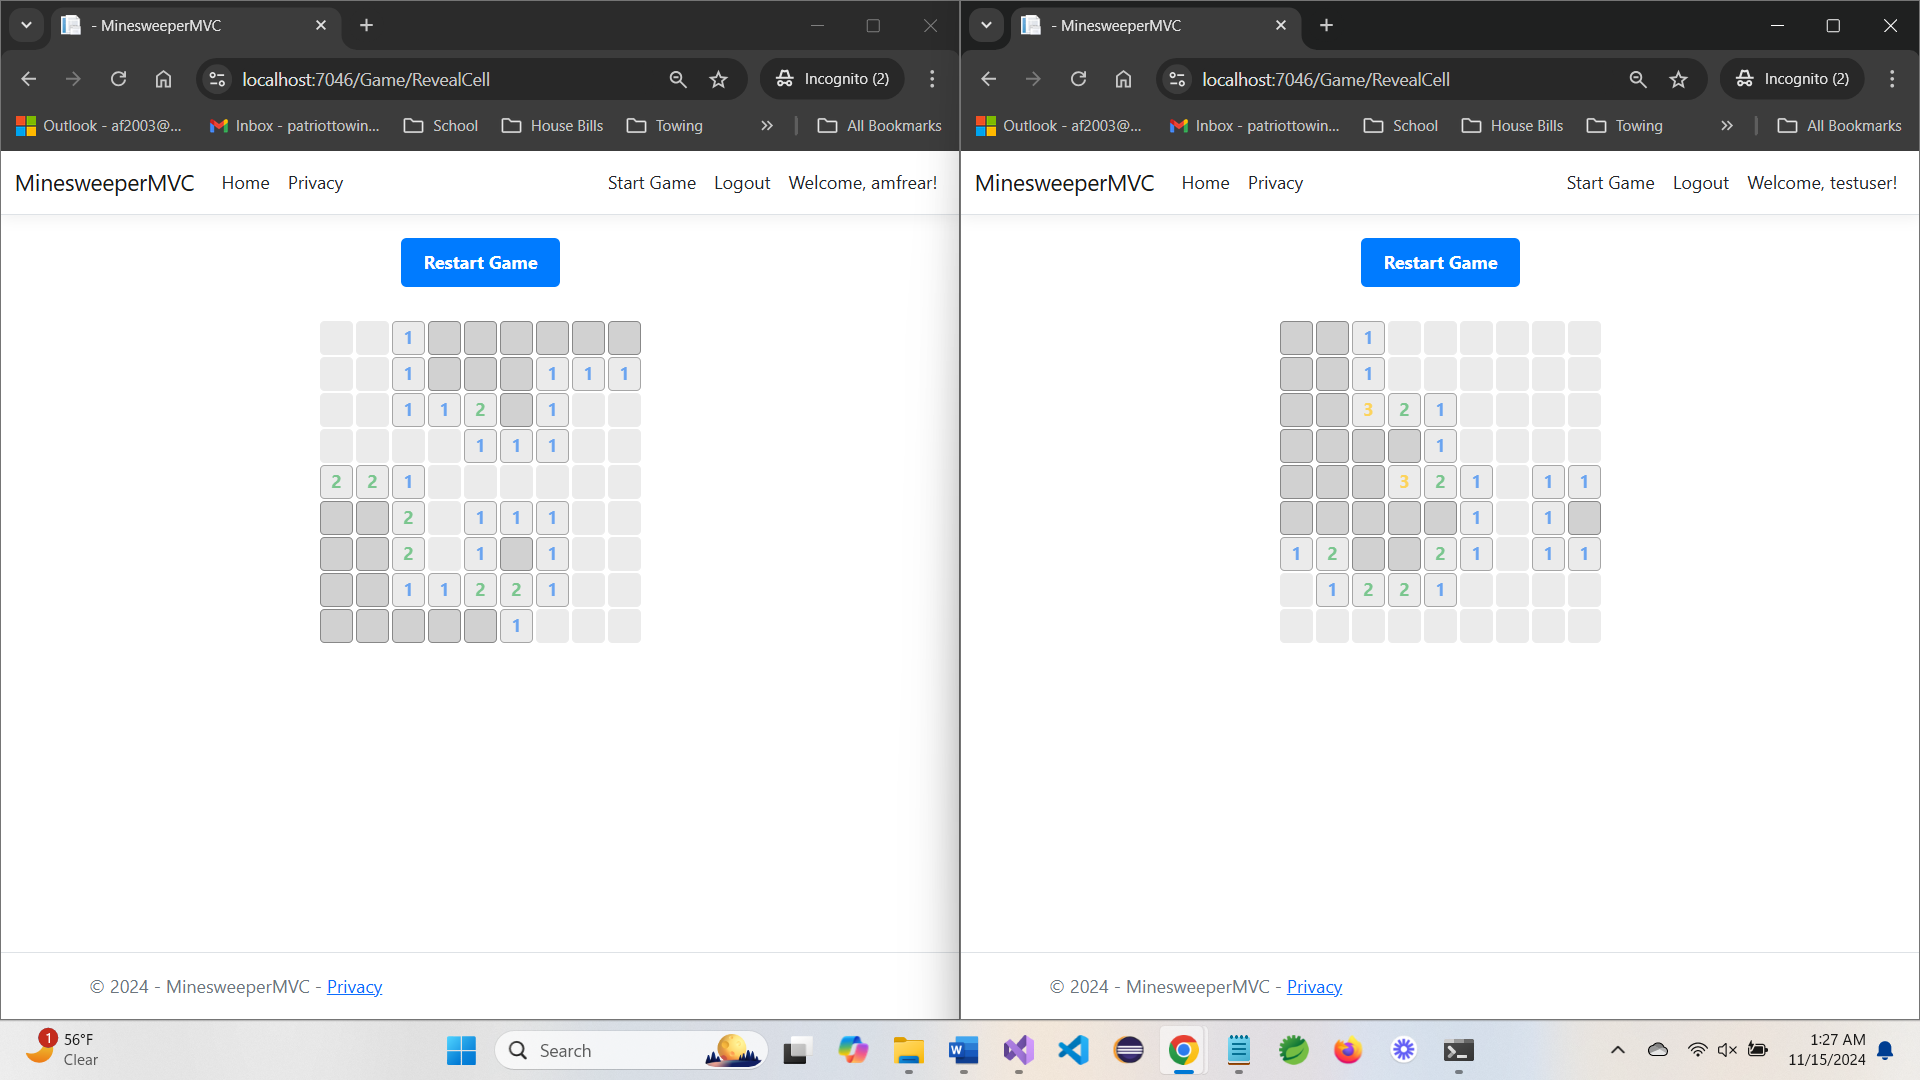 - MinesweeperMVC
localhost:7046/Game/RevealCell
Incognito (2)
Outlook - af2003@... Inbox - patriottowin... School House Bills Towing All Bookmarks
MinesweeperMVC Home Privacy Start Game Logout Welcome, amfrear!
Restart Game
1
1 1 1 1
1 1 2 1
1 1 1
2 2 1
2 1 1 1
2 1 1
1 1 2 2 1
1
© 2024 - MinesweeperMVC - Privacy
- MinesweeperMVC
localhost:7046/Game/RevealCell
Incognito (2)
Outlook - af2003@... Inbox - patriottowin... School House Bills Towing All Bookmarks
MinesweeperMVC Home Privacy Start Game Logout Welcome, testuser!
Restart Game
1
1
3 2 1
1
3 2 1 1 1
1 1
1 2 2 1 1 1
1 2 2 1
© 2024 - MinesweeperMVC - Privacy
1
56°F
Clear
Search
1:27 AM
11/15/2024